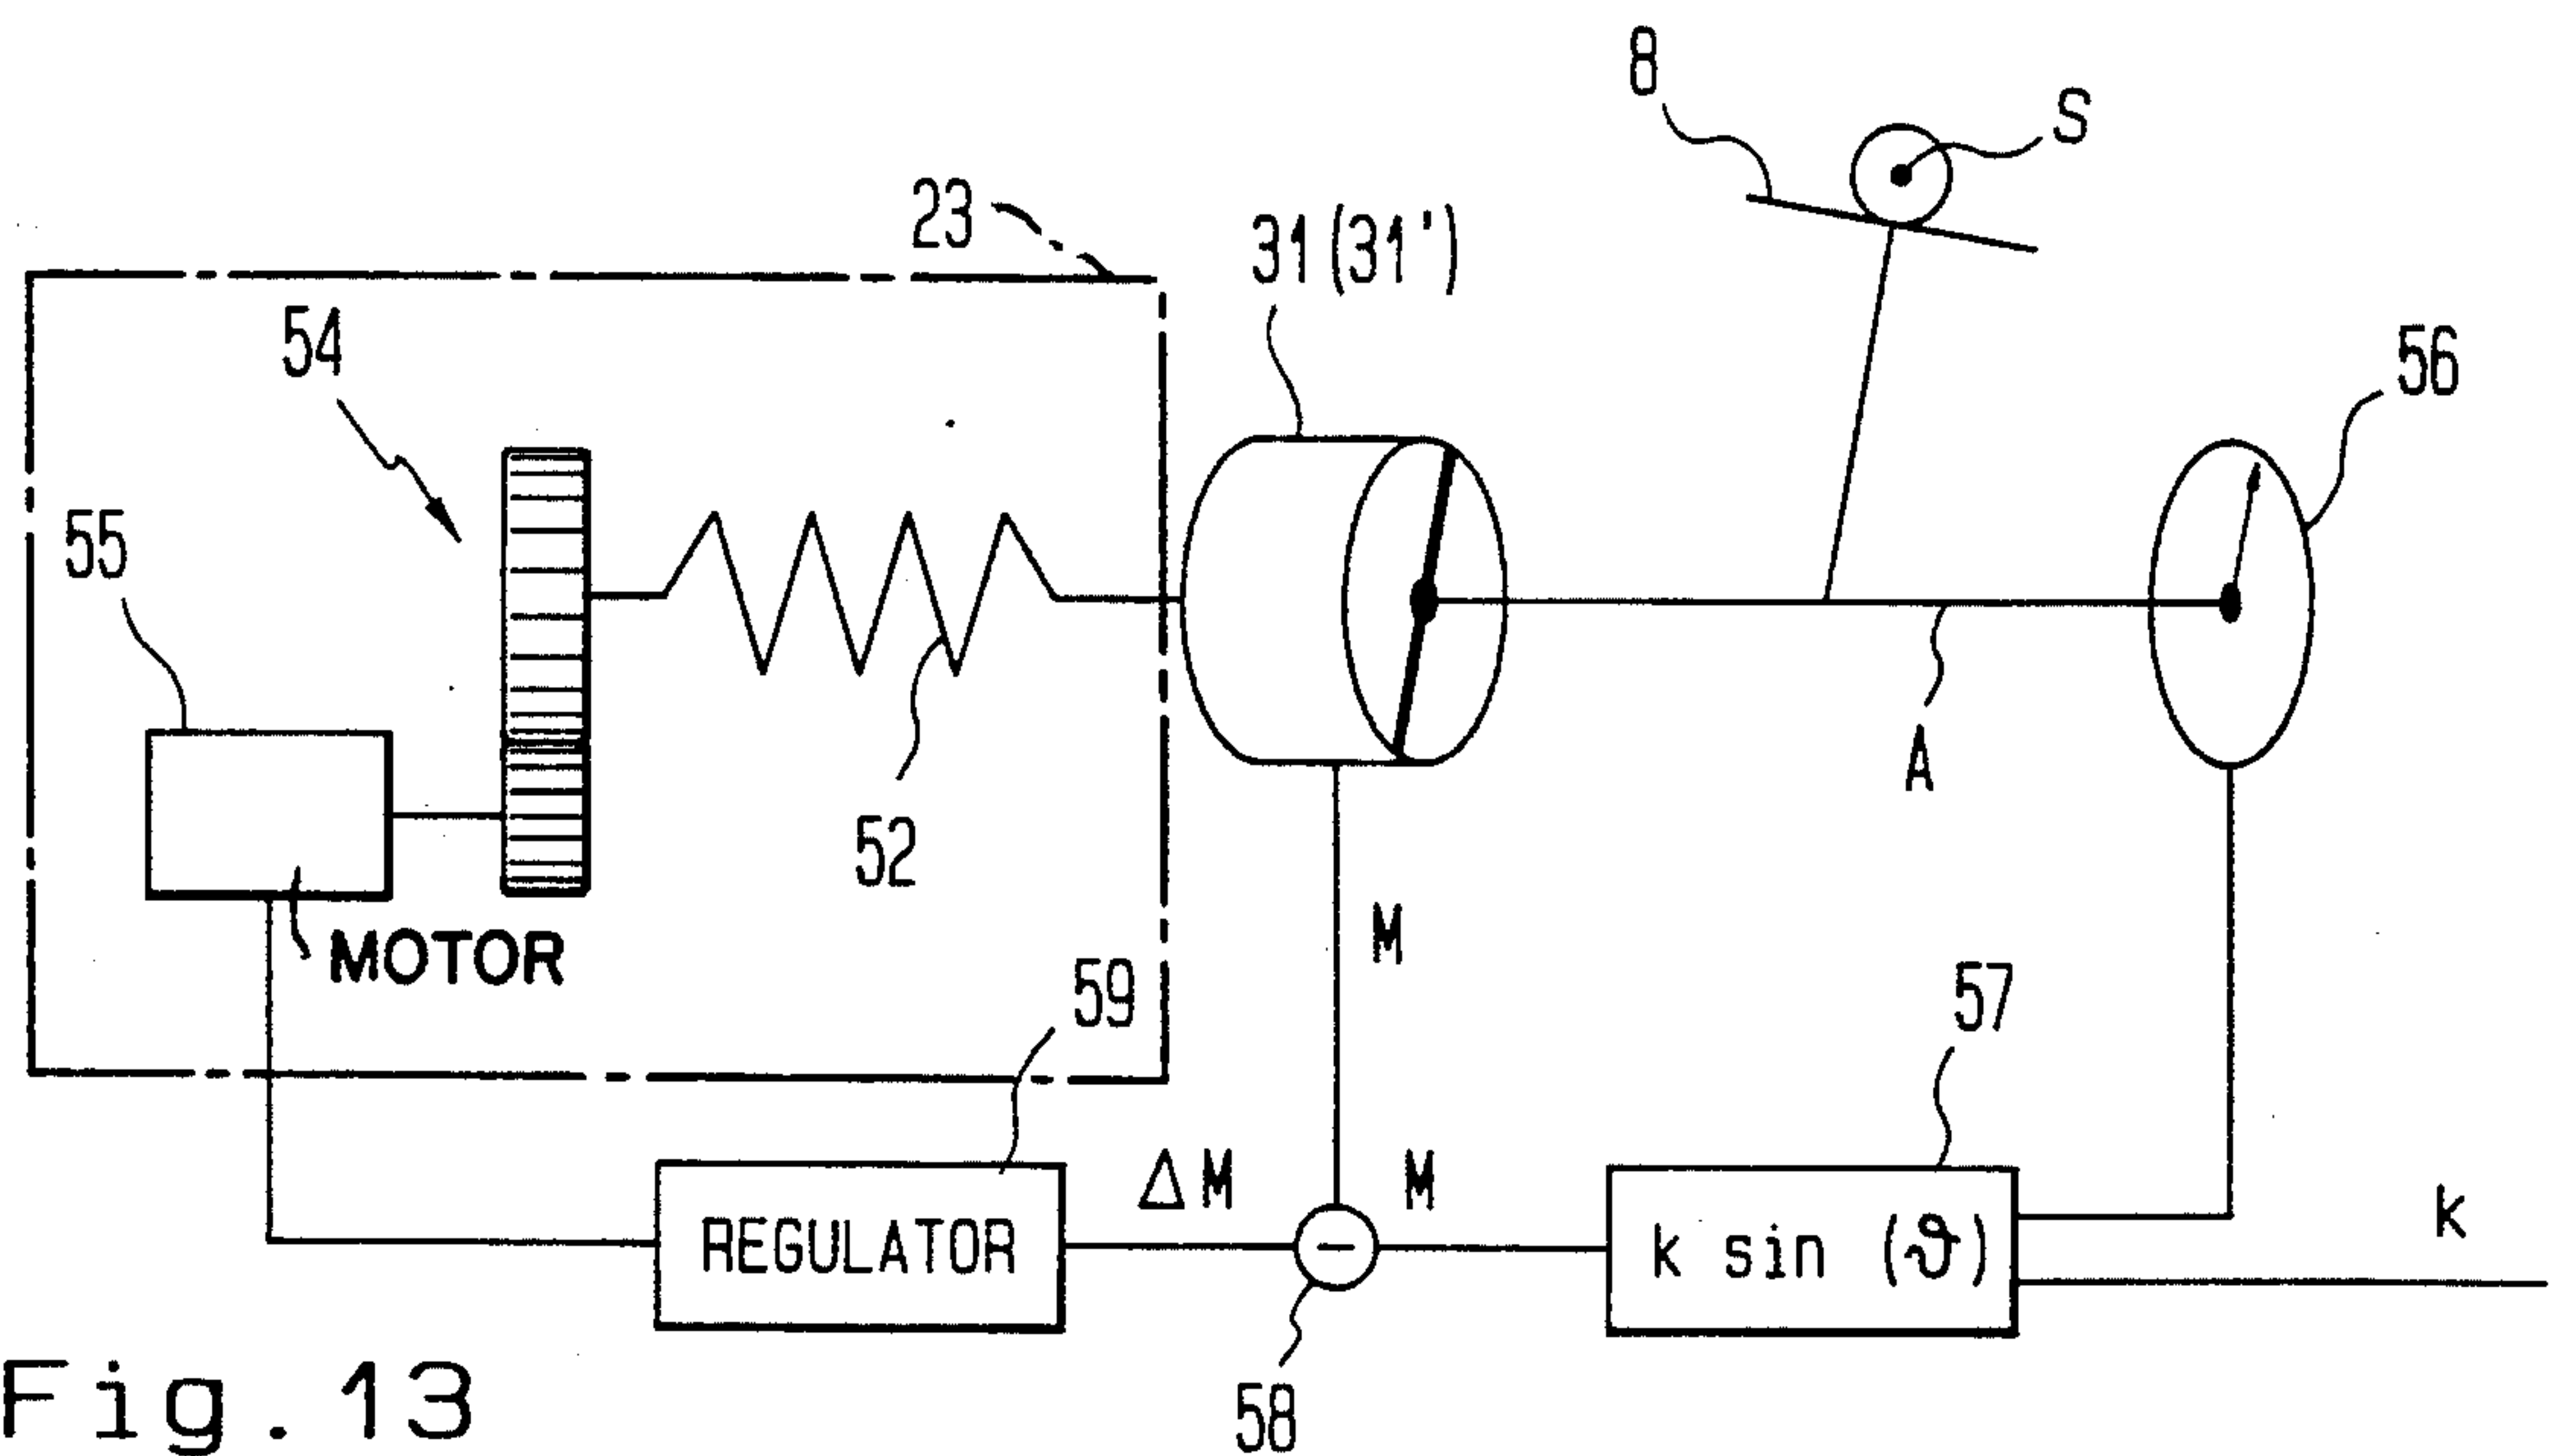 8
S
23
31(31')
54
56
55
52
A
MOTOR
M
59
57
ΔM
M
k
REGULATOR
k sin (ϑ)
58
Fig.13